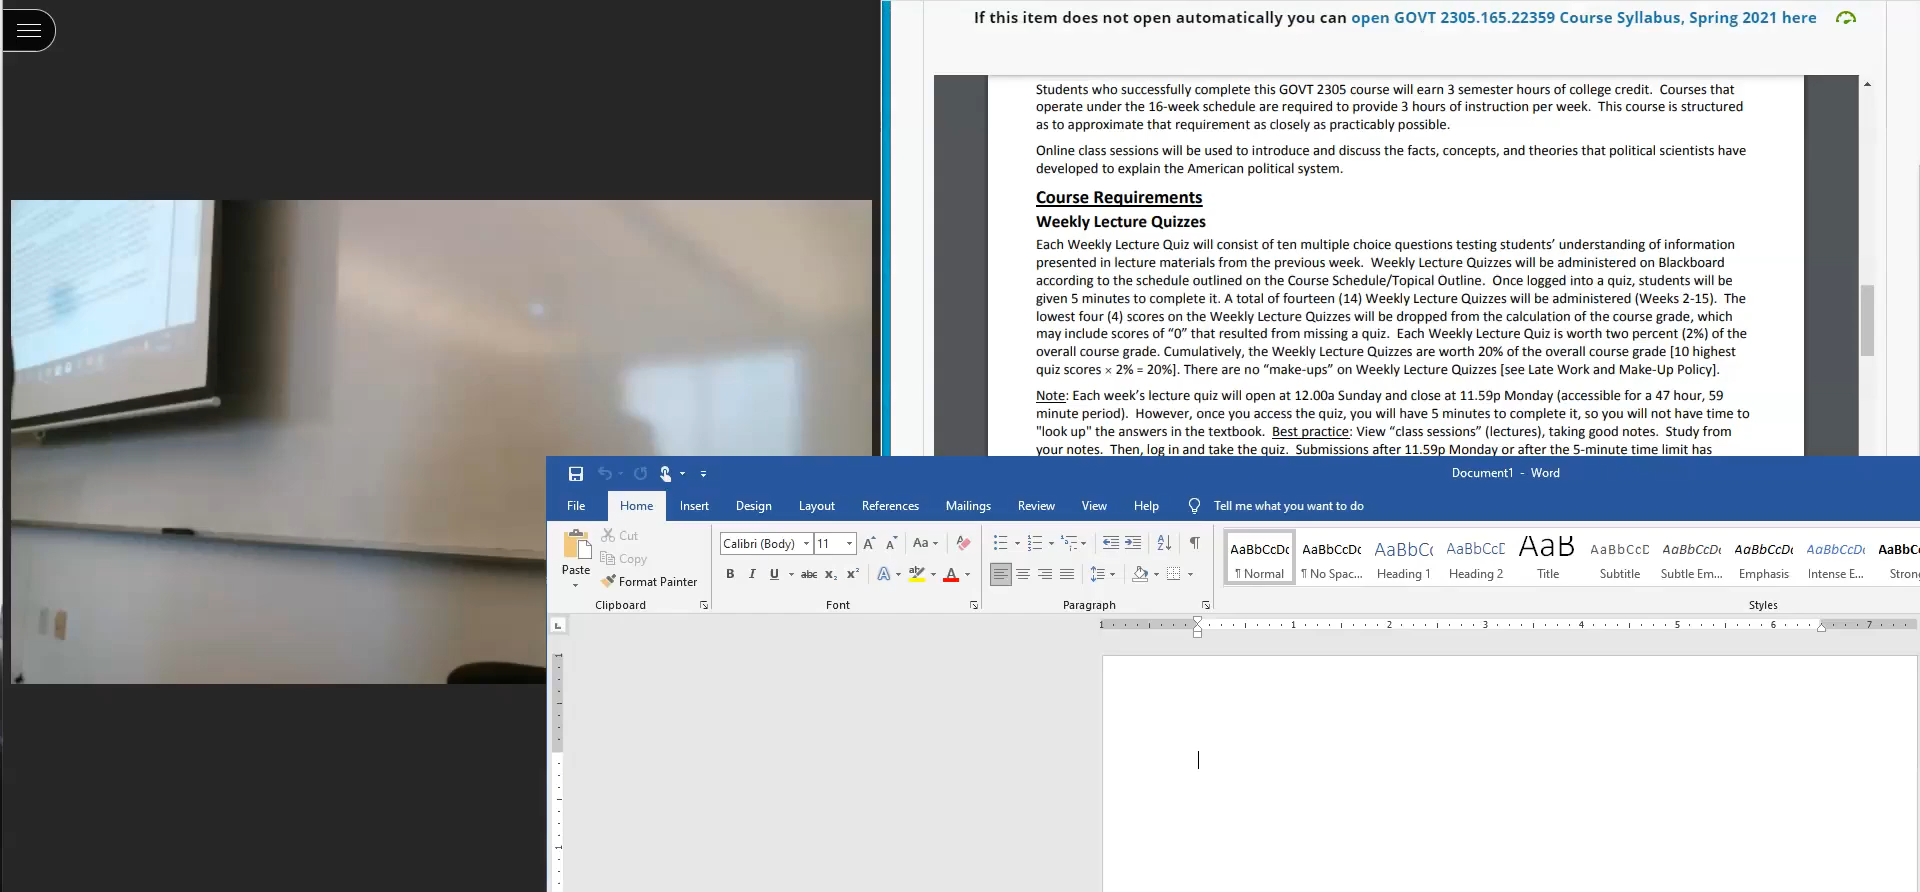 If this item does not open automatically you can open GOVT 2305.165.22359 Course Syllabus, Spring 2021 here
Students who successfully complete this GOVT 2305 course will earn 3 semester hours of college credit.  Courses that
operate under the 16-week schedule are required to provide 3 hours of instruction per week.  This course is structured
as to approximate that requirement as closely as practicably possible.
Online class sessions will be used to introduce and discuss the facts, concepts, and theories that political scientists have
developed to explain the American political system.
Course Requirements
Weekly Lecture Quizzes
Each Weekly Lecture Quiz will consist of ten multiple choice questions testing students’ understanding of information
presented in lecture materials from the previous week.  Weekly Lecture Quizzes will be administered on Blackboard
according to the schedule outlined on the Course Schedule/Topical Outline.  Once logged into a quiz, students will be
given 5 minutes to complete it. A total of fourteen (14) Weekly Lecture Quizzes will be administered (Weeks 2-15).  The
lowest four (4) scores on the Weekly Lecture Quizzes will be dropped from the calculation of the course grade, which
may include scores of “0” that resulted from missing a quiz.  Each Weekly Lecture Quiz is worth two percent (2%) of the
overall course grade. Cumulatively, the Weekly Lecture Quizzes are worth 20% of the overall course grade [10 highest
quiz scores × 2% = 20%]. There are no “make-ups” on Weekly Lecture Quizzes [see Late Work and Make-Up Policy].
Note: Each week’s lecture quiz will open at 12.00a Sunday and close at 11.59p Monday (accessible for a 47 hour, 59
minute period).  However, once you access the quiz, you will have 5 minutes to complete it, so you will not have time to
"look up" the answers in the textbook.  Best practice: View “class sessions” (lectures), taking good notes.  Study from
your notes.  Then, log in and take the quiz.  Submissions after 11.59p Monday or after the 5-minute time limit has
Document1 - Word
File Home Insert Design Layout References Mailings Review View Help Tell me what you want to do
Paste
Cut
Copy
Format Painter
Clipboard
Calibri (Body) 11 A A Aa
B I U abc x₂ x² A ab A
Font
Paragraph
AaBbCcDc AaBbCcDc AaBbCc AaBbCcD AaB AaBbCcD AaBbCcDc AaBbCcDc AaBbCcDc AaBbCc
¶ Normal ¶ No Spac... Heading 1 Heading 2 Title Subtitle Subtle Em... Emphasis Intense E... Strong
Styles
1 1 2 3 4 5 6 7
1
1